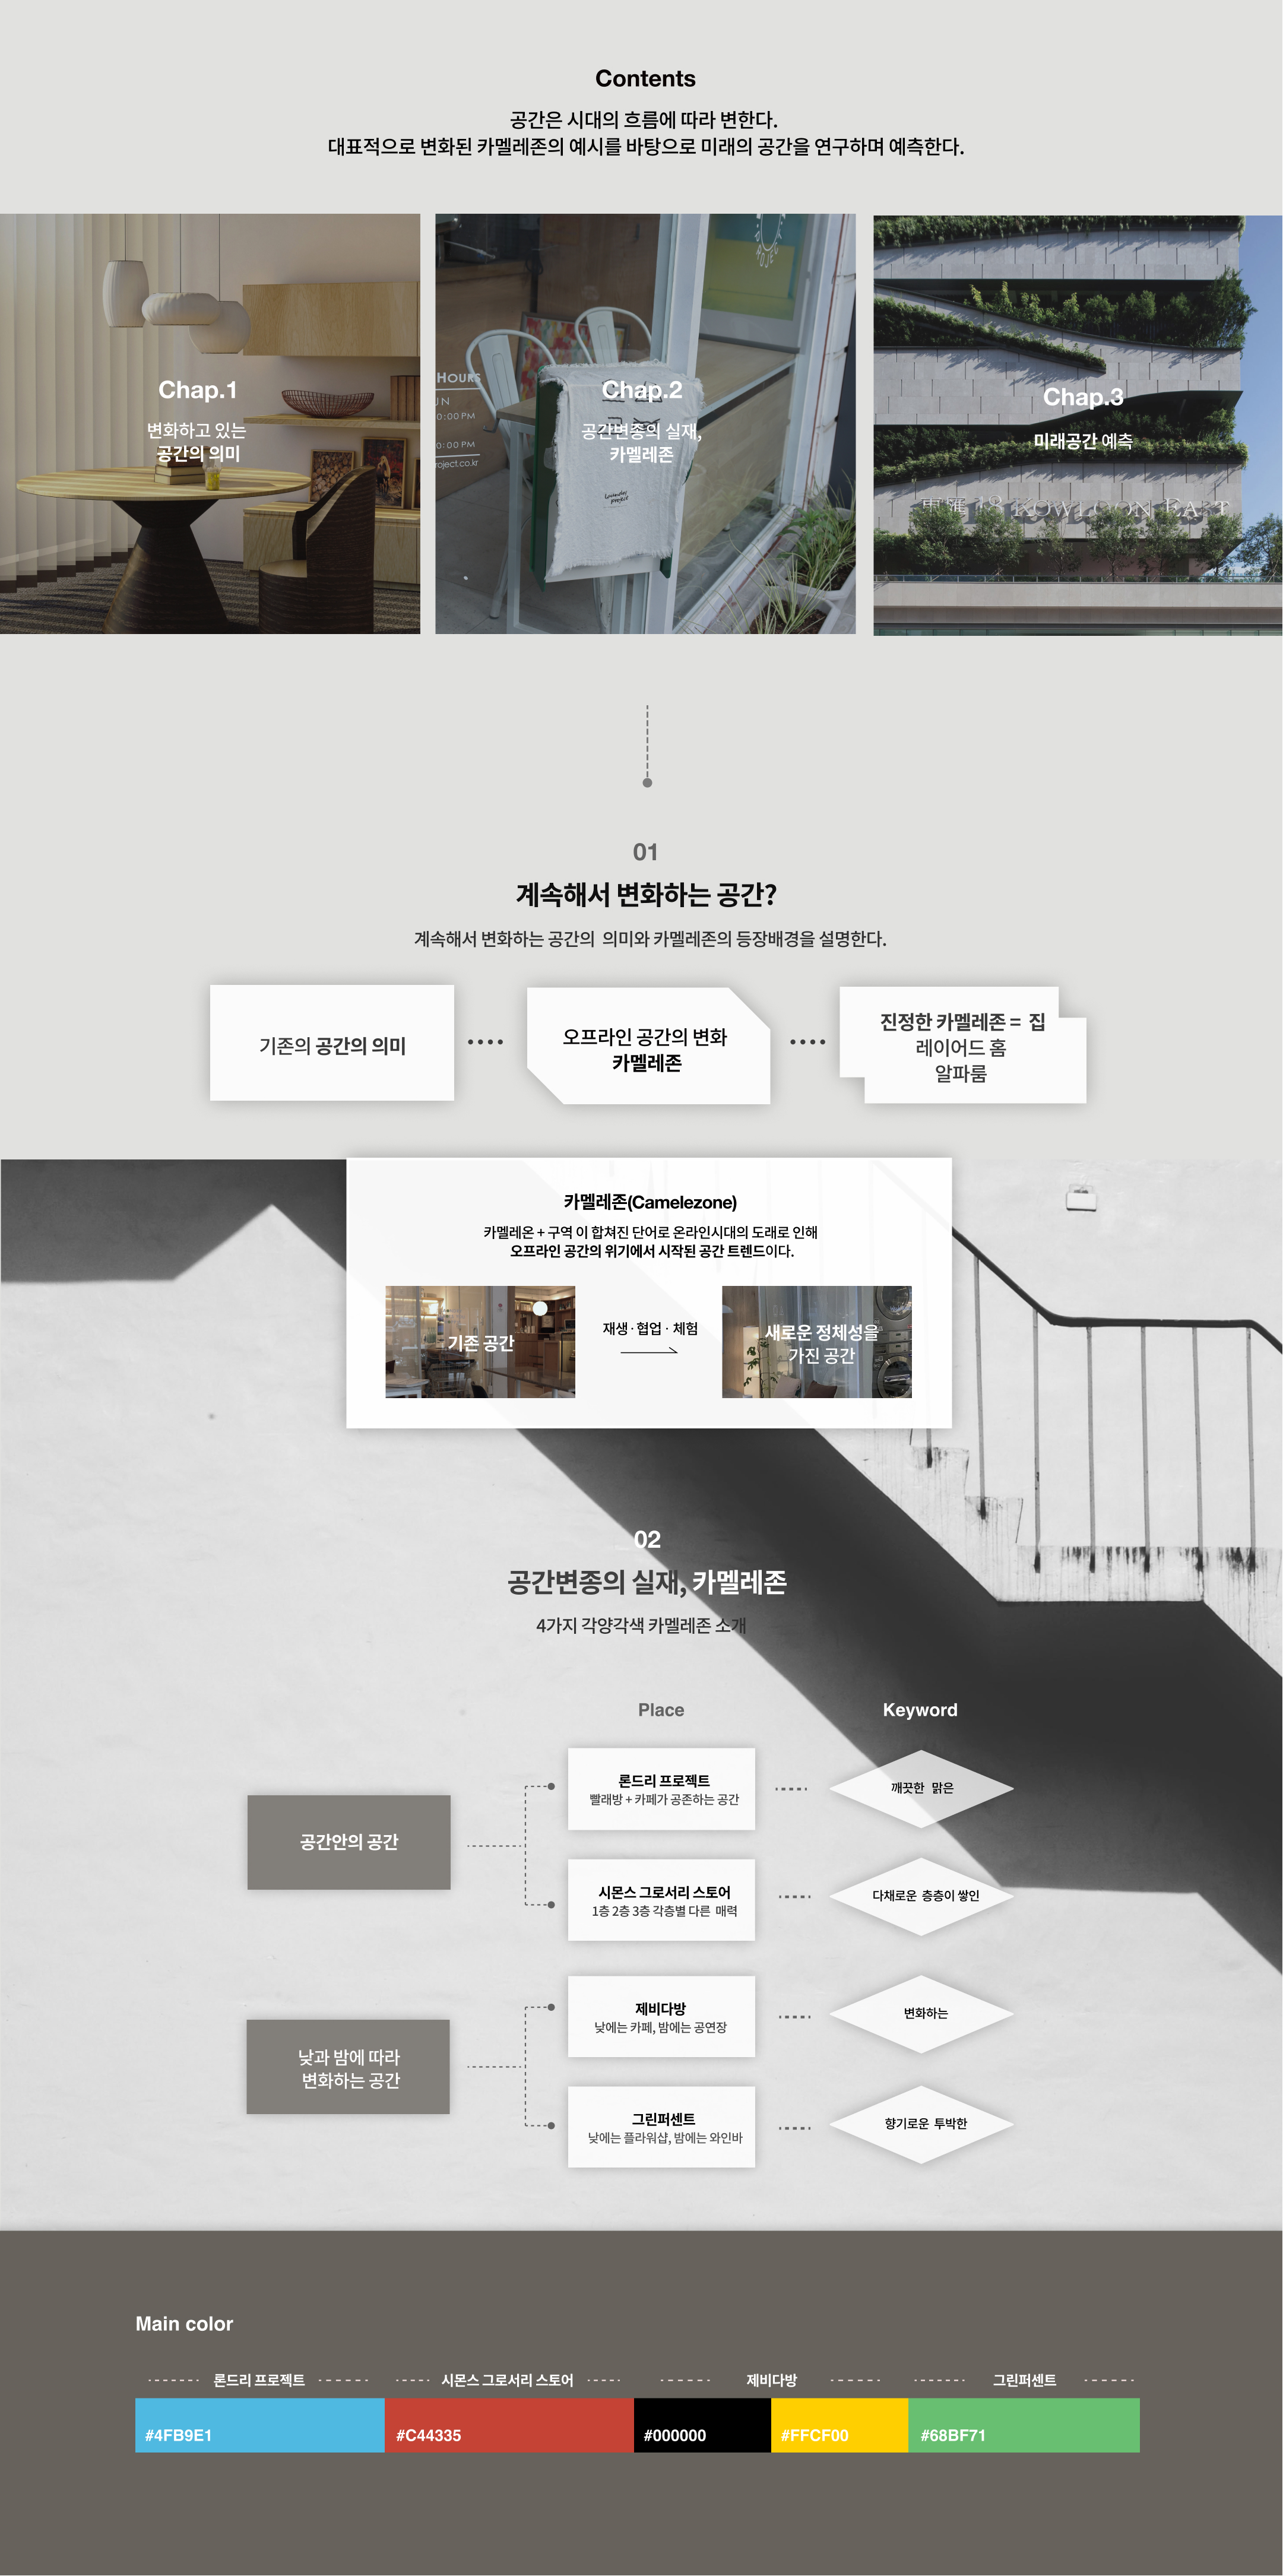 Contents
공간은 시대의 흐름에 따라 변한다.
대표적으로 변화된 카멜레존의 예시를 바탕으로 미래의 공간을 연구하며 예측한다.
Chap.1
변화하고 있는
공간의 의미
HOURS
UN
0:00 PM
0:00 PM
roject.co.kr
Chap.2
공간변종의 실재,
카멜레존
laundry
project
Chap.3
미래공간 예측
KOWLOON EAST
01
계속해서 변화하는 공간?
계속해서 변화하는 공간의 의미와 카멜레존의 등장배경을 설명한다.
기존의 공간의 의미
오프라인 공간의 변화
카멜레존
진정한 카멜레존 = 집
레이어드 홈
알파룸
카멜레존(Camelezone)
카멜레온 + 구역 이 합쳐진 단어로 온라인시대의 도래로 인해
오프라인 공간의 위기에서 시작된 공간 트렌드이다.
기존 공간
재생 · 협업 · 체험
새로운 정체성을
가진 공간
02
공간변종의 실재, 카멜레존
4가지 각양각색 카멜레존 소개
Place
Keyword
공간안의 공간
론드리 프로젝트
빨래방 + 카페가 공존하는 공간
깨끗한 맑은
시몬스 그로서리 스토어
1층 2층 3층 각층별 다른 매력
다채로운 층층이 쌓인
낮과 밤에 따라
변화하는 공간
제비다방
낮에는 카페, 밤에는 공연장
변화하는
그린퍼센트
낮에는 플라워샵, 밤에는 와인바
향기로운 투박한
Main color
론드리 프로젝트
시몬스 그로서리 스토어
제비다방
그린퍼센트
#4FB9E1
#C44335
#000000
#FFCF00
#68BF71